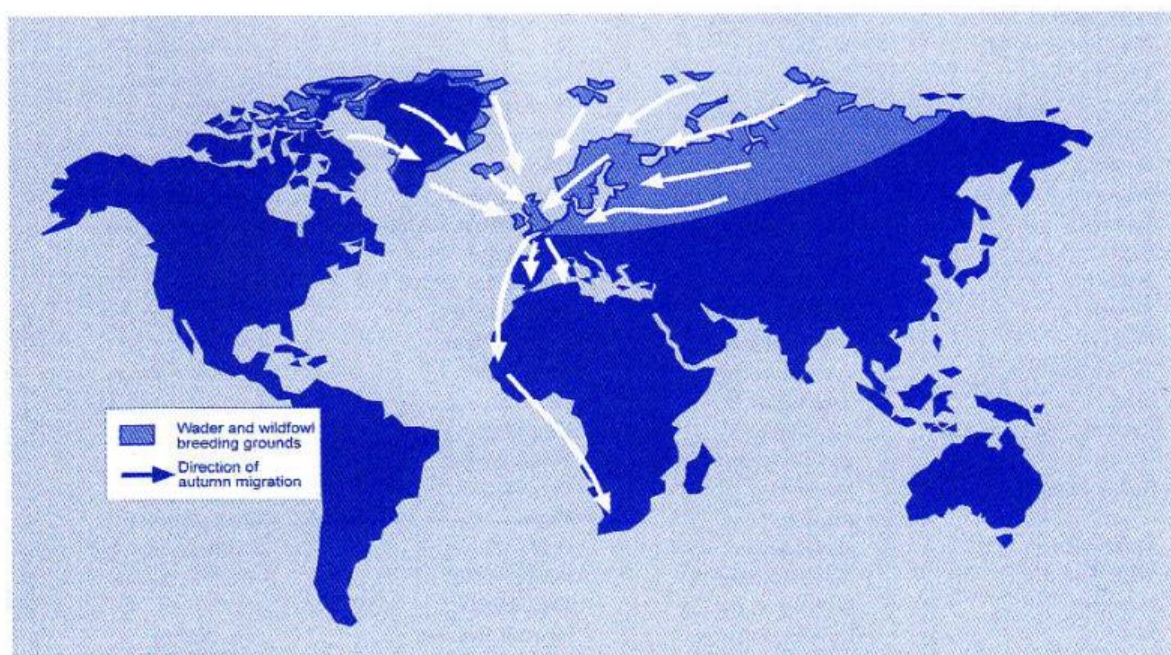 Wader and wildfowl
breeding grounds
Direction of
autumn migration